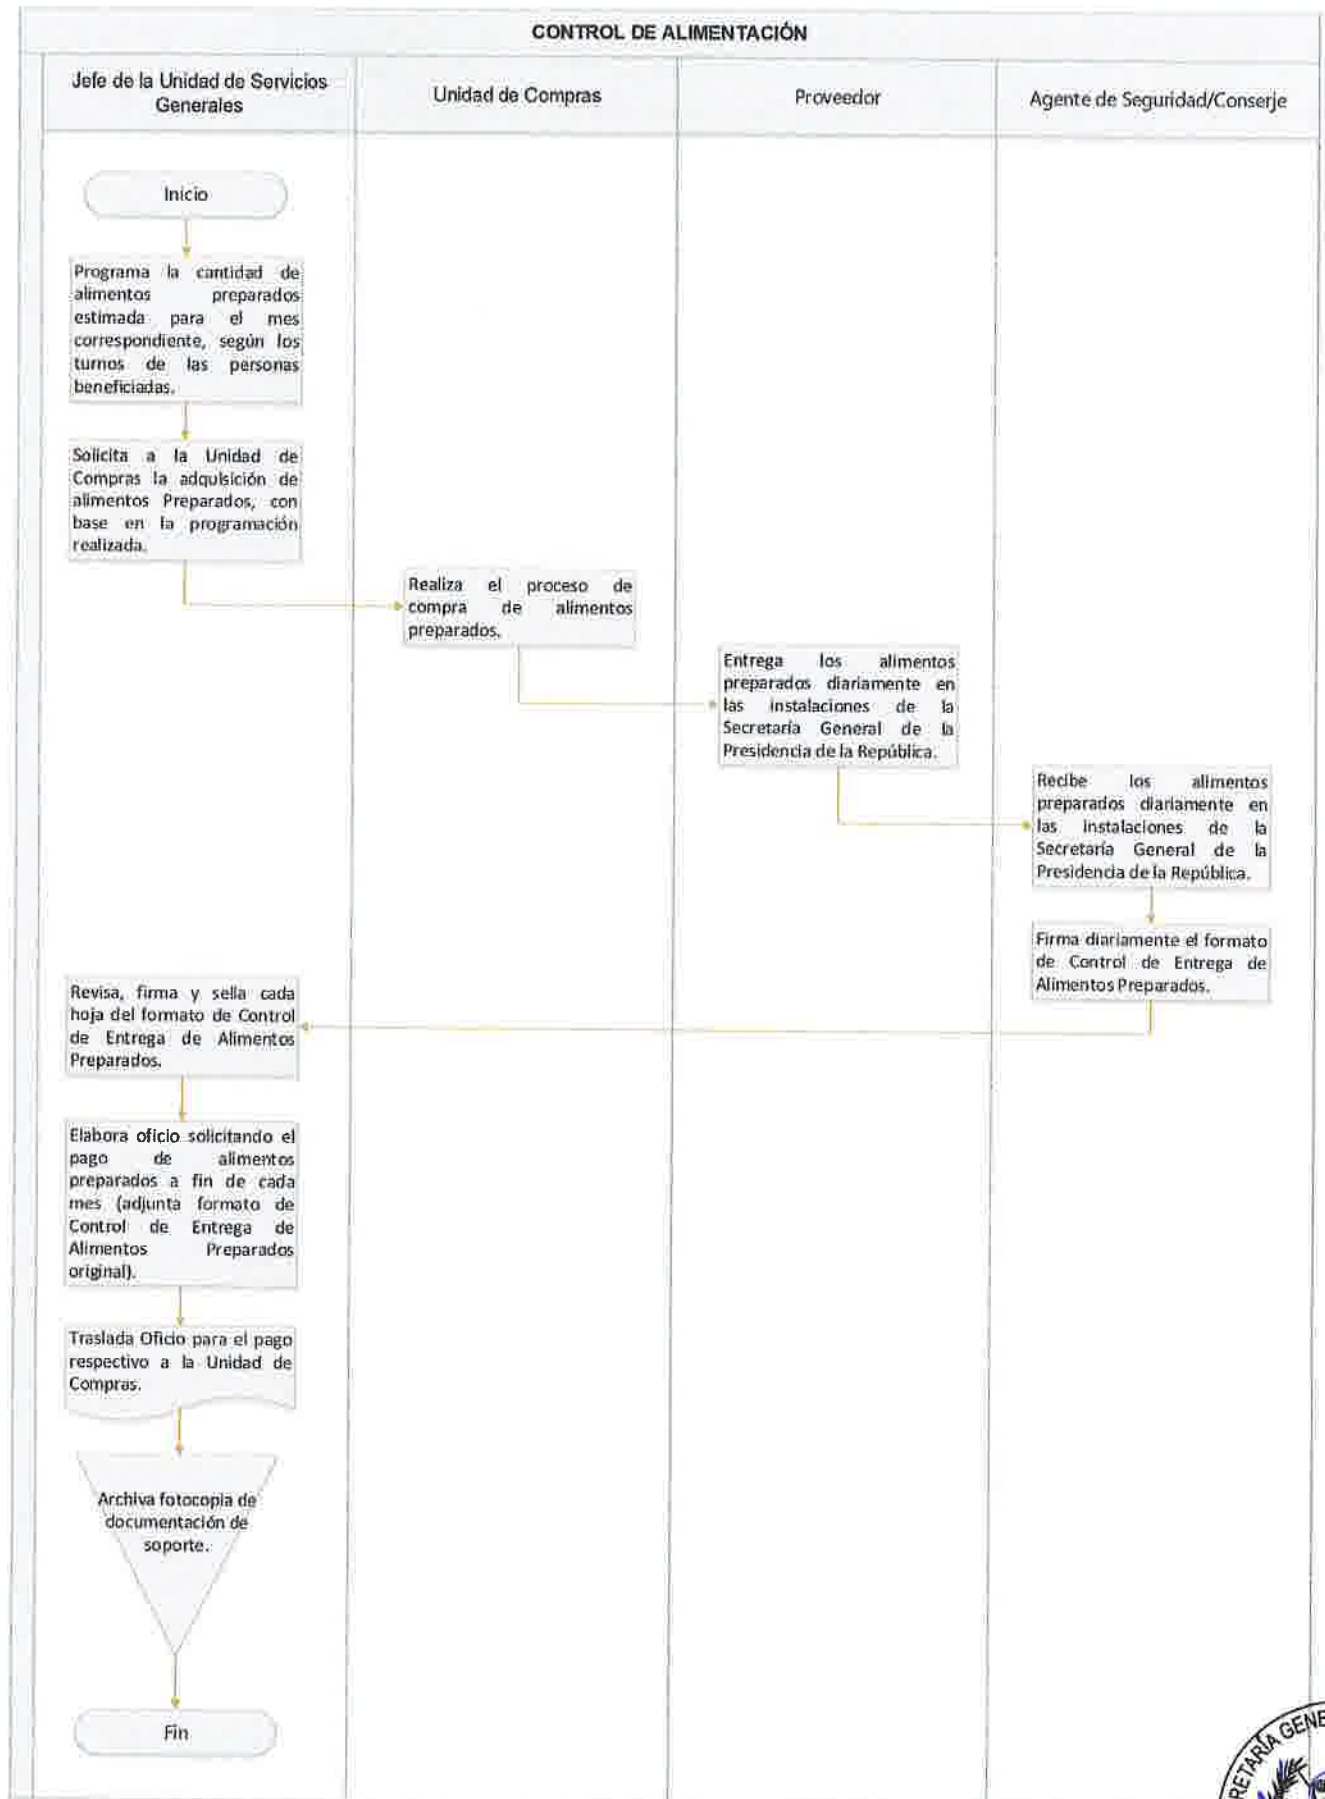 CONTROL DE ALIMENTACIÓN
Jefe de la Unidad de Servicios
Generales
Unidad de Compras
Proveedor
Agente de Seguridad/Conserje
Inicio
Programa la cantidad de
alimentos preparados
estimada para el mes
correspondiente, según los
turnos de las personas
beneficiadas.
Solicita a la Unidad de
Compras la adquisición de
alimentos Preparados, con
base en la programación
realizada.
Realiza el proceso de
compra de alimentos
preparados.
Entrega los alimentos
preparados diariamente en
las instalaciones de la
Secretaría General de la
Presidencia de la República.
Recibe los alimentos
preparados diariamente en
las instalaciones de la
Secretaría General de la
Presidencia de la República.
Firma diariamente el formato
de Control de Entrega de
Alimentos Preparados.
Revisa, firma y sella cada
hoja del formato de Control
de Entrega de Alimentos
Preparados.
Elabora oficio solicitando el
pago de alimentos
preparados a fin de cada
mes (adjunta formato de
Control de Entrega de
Alimentos Preparados
original).
Traslada Oficio para el pago
respectivo a la Unidad de
Compras.
Archiva fotocopia de
documentación de
soporte.
Fin
RETARÍA GENE